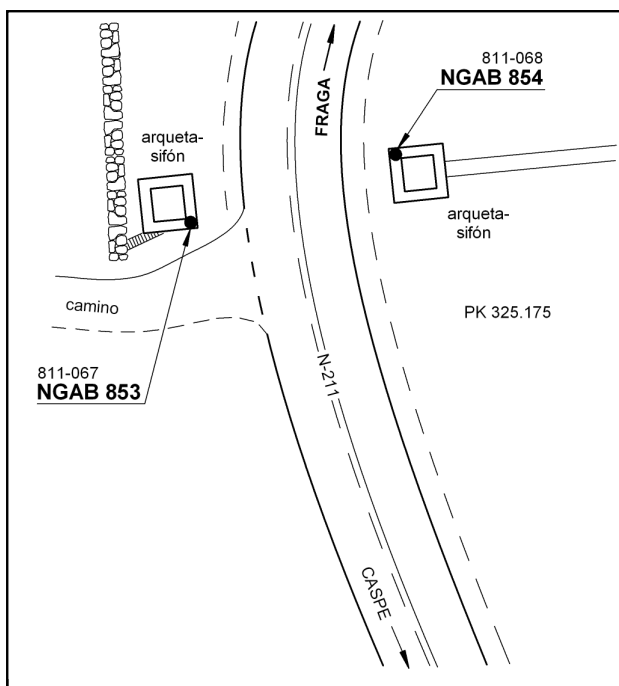 811-068
NGAB 854
FRAGA
arqueta-
sifón
arqueta-
sifón
camino
PK 325.175
N-211
811-067
NGAB 853
CASPE